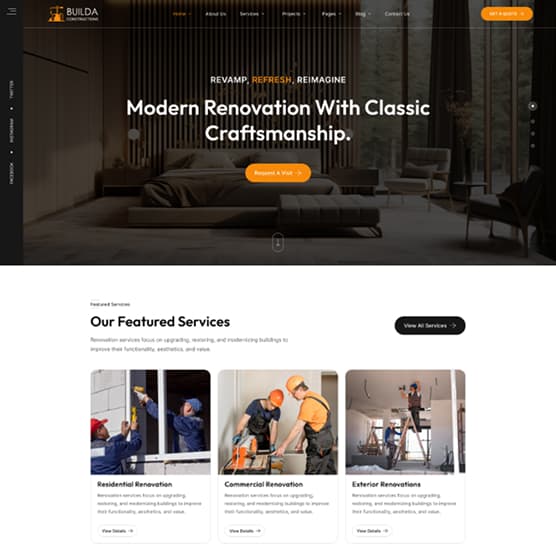 BUILDA
CONSTRUCTIONS
Home
About Us
Services
Projects
Pages
Blog
Contact Us
GET A QUOTE
TWITTER
INSTAGRAM
FACEBOOK
REVAMP, REFRESH, REIMAGINE
Modern Renovation With Classic
Craftsmanship.
Request A Visit
Featured Services
Our Featured Services
Renovation services focus on upgrading, restoring, and modernizing buildings to
improve their functionality, aesthetics, and value.
View All Services
Residential Renovation
Renovation services focus on upgrading,
restoring, and modernizing buildings to improve
their functionality, aesthetics, and value.
View Details
Commercial Renovation
Renovation services focus on upgrading,
restoring, and modernizing buildings to improve
their functionality, aesthetics, and value.
View Details
Exterior Renovations
Renovation services focus on upgrading,
restoring, and modernizing buildings to improve
their functionality, aesthetics, and value.
View Details